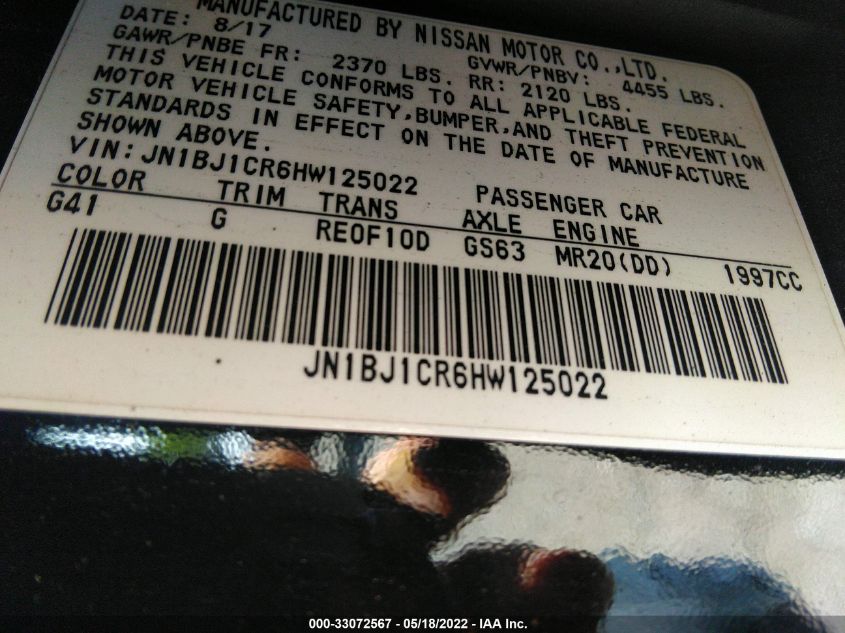 MANUFACTURED BY NISSAN MOTOR CO.,LTD.
DATE: 8/17 GVWR/PNBV: 4455 LBS.
GAWR/PNBE FR: 2370 LBS. RR: 2120 LBS.
THIS VEHICLE CONFORMS TO ALL APPLICABLE FEDERAL
MOTOR VEHICLE SAFETY,BUMPER,AND THEFT PREVENTION
STANDARDS IN EFFECT ON THE DATE OF MANUFACTURE
SHOWN ABOVE.
VIN:JN1BJ1CR6HW125022 PASSENGER CAR
COLOR TRIM TRANS AXLE ENGINE
G41 G RE0F10D GS63 MR20(DD) 1997CC
JN1BJ1CR6HW125022
000-33072567 - 05/18/2022 - IAA Inc.